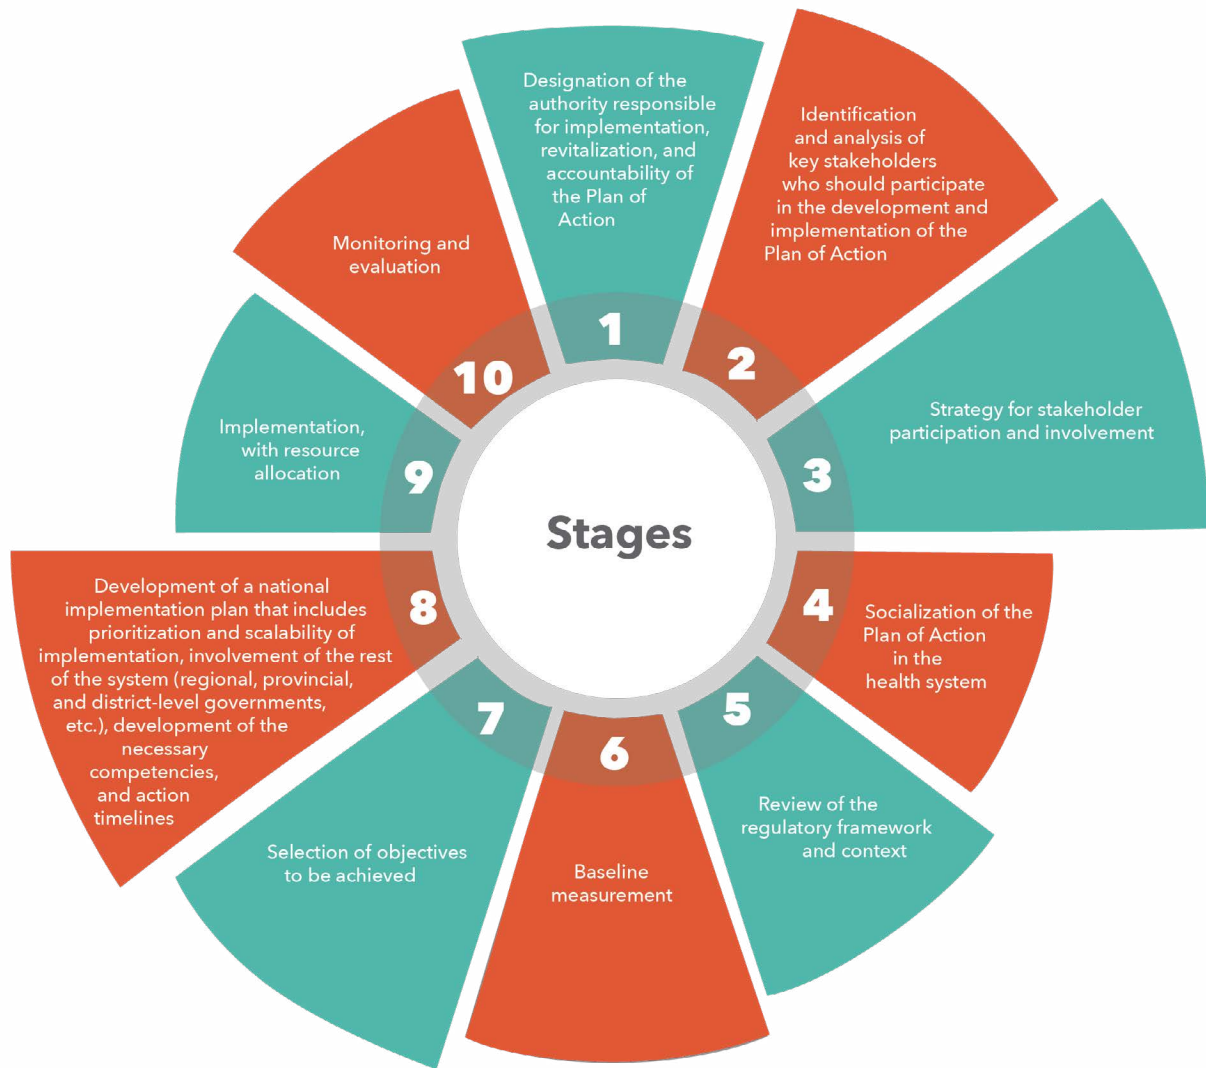 Stages
1
Designation of the
authority responsible
for implementation,
revitalization, and
accountability of
the Plan of
Action
2
Identification
and analysis of
key stakeholders
who should participate
in the development and
implementation of the
Plan of Action
3
Strategy for stakeholder
participation and involvement
4
Socialization of the
Plan of Action
in the
health system
5
Review of the
regulatory framework
and context
6
Baseline
measurement
7
Selection of objectives
to be achieved
8
Development of a national
implementation plan that includes
prioritization and scalability of
implementation, involvement of the rest
of the system (regional, provincial,
and district-level governments,
etc.), development of the
necessary
competencies,
and action
timelines
9
Implementation,
with resource
allocation
10
Monitoring and
evaluation